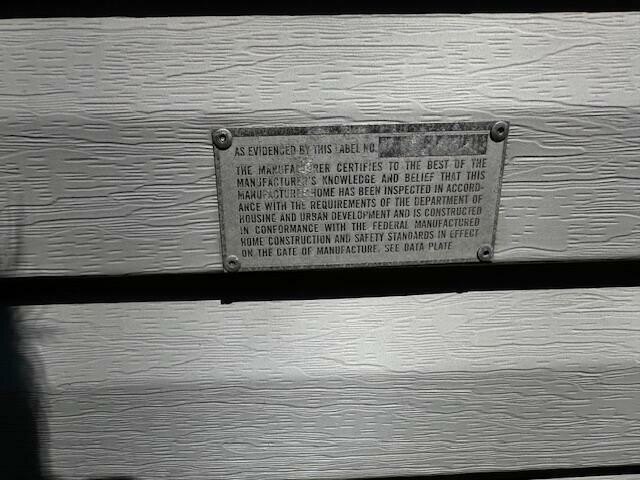 AS EVIDENCED BY THIS LABEL NO.
THE MANUFACTURER CERTIFIES TO THE BEST OF THE
MANUFACTURER'S KNOWLEDGE AND BELIEF THAT THIS
MANUFACTURED HOME HAS BEEN INSPECTED IN ACCORD-
ANCE WITH THE REQUIREMENTS OF THE DEPARTMENT OF
HOUSING AND URBAN DEVELOPMENT AND IS CONSTRUCTED
IN CONFORMANCE WITH THE FEDERAL MANUFACTURED
HOME CONSTRUCTION AND SAFETY STANDARDS IN EFFECT
ON THE DATE OF MANUFACTURE. SEE DATA PLATE